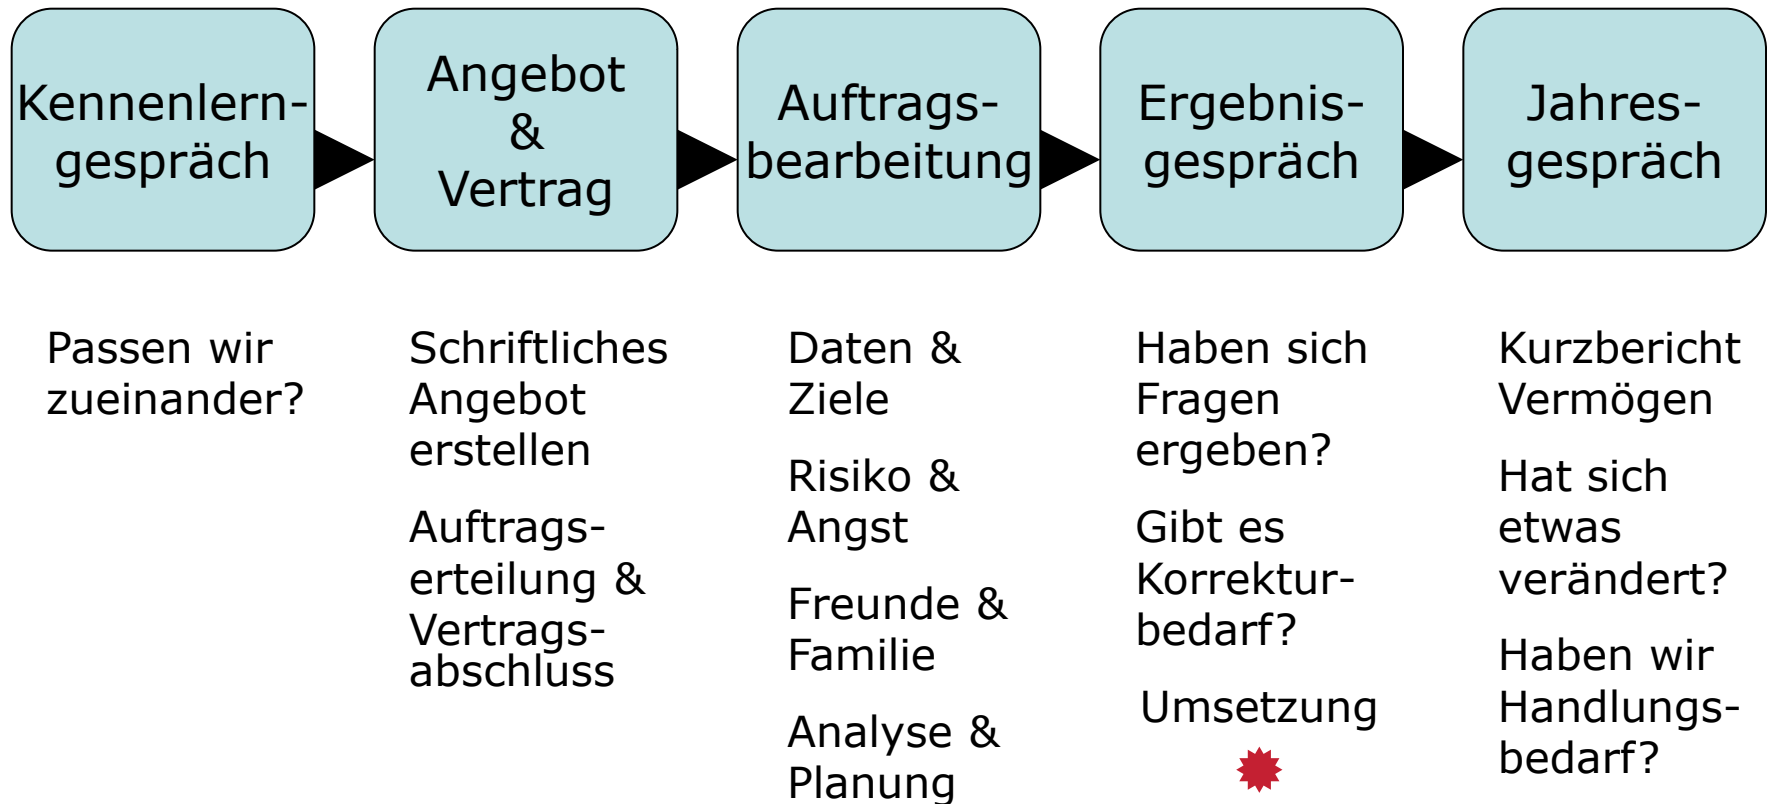 Kennenlern-
gespräch
Angebot
&
Vertrag
Auftrags-
bearbeitung
Ergebnis-
gespräch
Jahres-
gespräch
Passen wir
zueinander?
Schriftliches
Angebot
erstellen
Auftrags-
erteilung &
Vertrags-
abschluss
Daten &
Ziele
Risiko &
Angst
Freunde &
Familie
Analyse &
Planung
Haben sich
Fragen
ergeben?
Gibt es
Korrektur-
bedarf?
Umsetzung
Kurzbericht
Vermögen
Hat sich
etwas
verändert?
Haben wir
Handlungs-
bedarf?